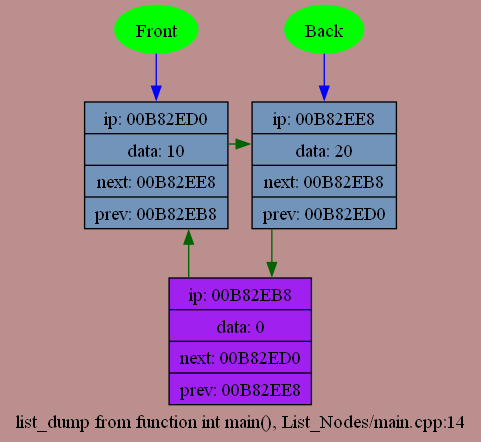 Front
Back
ip: 00B82ED0
data: 10
next: 00B82EE8
prev: 00B82EB8
ip: 00B82EE8
data: 20
next: 00B82EB8
prev: 00B82ED0
ip: 00B82EB8
data: 0
next: 00B82ED0
prev: 00B82EE8
list_dump from function int main(), List_Nodes/main.cpp:14